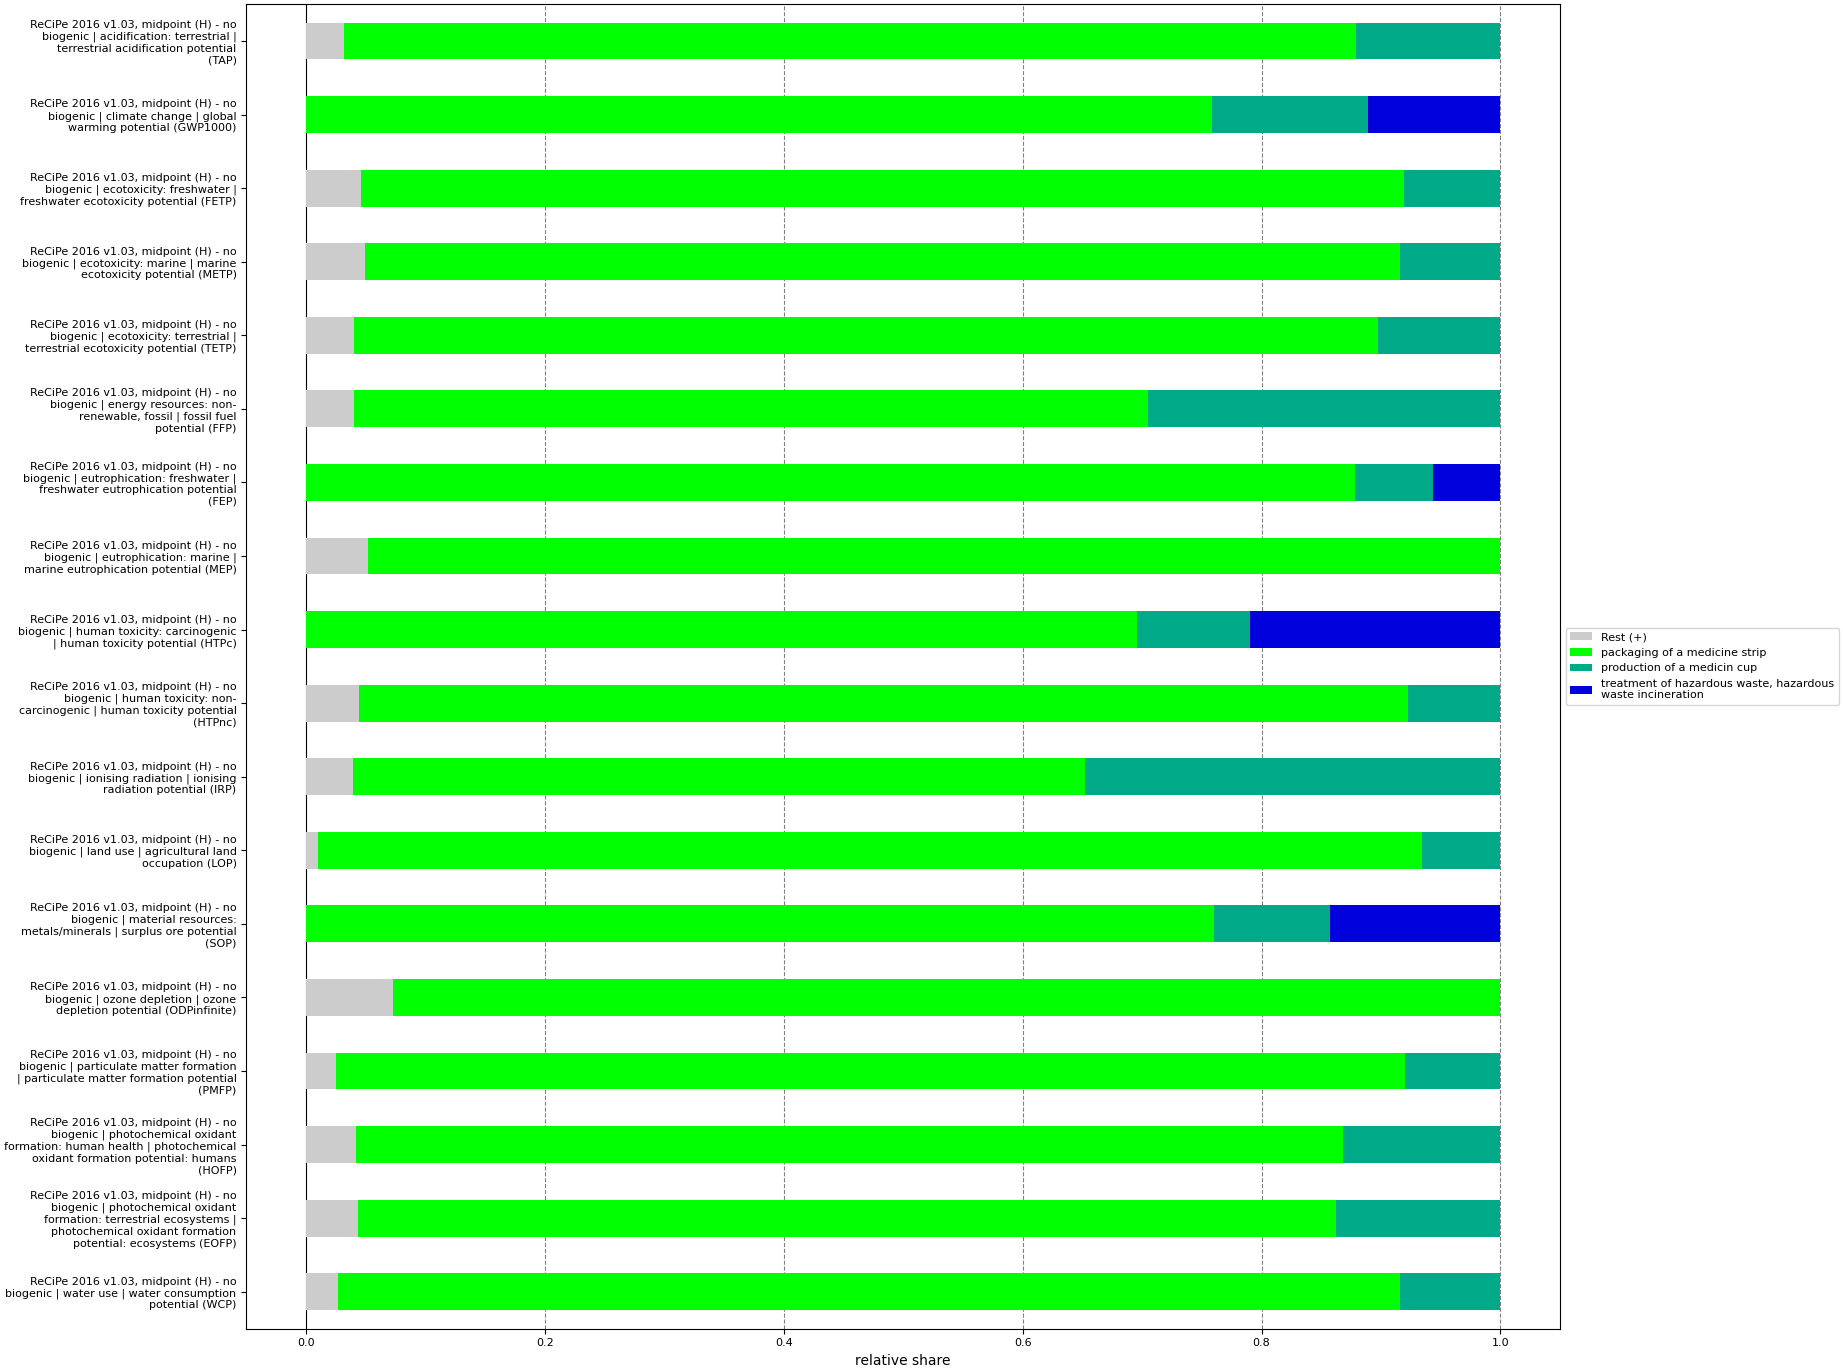 ReCiPe 2016 v1.03, midpoint (H) - no
biogenic | acidification: terrestrial |
terrestrial acidification potential
(TAP)
ReCiPe 2016 v1.03, midpoint (H) - no
biogenic | climate change | global
warming potential (GWP1000)
ReCiPe 2016 v1.03, midpoint (H) - no
biogenic | ecotoxicity: freshwater |
freshwater ecotoxicity potential (FETP)
ReCiPe 2016 v1.03, midpoint (H) - no
biogenic | ecotoxicity: marine | marine
ecotoxicity potential (METP)
ReCiPe 2016 v1.03, midpoint (H) - no
biogenic | ecotoxicity: terrestrial |
terrestrial ecotoxicity potential (TETP)
ReCiPe 2016 v1.03, midpoint (H) - no
biogenic | energy resources: non-
renewable, fossil | fossil fuel
potential (FFP)
ReCiPe 2016 v1.03, midpoint (H) - no
biogenic | eutrophication: freshwater |
freshwater eutrophication potential
(FEP)
ReCiPe 2016 v1.03, midpoint (H) - no
biogenic | eutrophication: marine |
marine eutrophication potential (MEP)
ReCiPe 2016 v1.03, midpoint (H) - no
biogenic | human toxicity: carcinogenic
| human toxicity potential (HTPc)
ReCiPe 2016 v1.03, midpoint (H) - no
biogenic | human toxicity: non-
carcinogenic | human toxicity potential
(HTPnc)
ReCiPe 2016 v1.03, midpoint (H) - no
biogenic | ionising radiation | ionising
radiation potential (IRP)
ReCiPe 2016 v1.03, midpoint (H) - no
biogenic | land use | agricultural land
occupation (LOP)
ReCiPe 2016 v1.03, midpoint (H) - no
biogenic | material resources:
metals/minerals | surplus ore potential
(SOP)
ReCiPe 2016 v1.03, midpoint (H) - no
biogenic | ozone depletion | ozone
depletion potential (ODPinfinite)
ReCiPe 2016 v1.03, midpoint (H) - no
biogenic | particulate matter formation
| particulate matter formation potential
(PMFP)
ReCiPe 2016 v1.03, midpoint (H) - no
biogenic | photochemical oxidant
formation: human health | photochemical
oxidant formation potential: humans
(HOFP)
ReCiPe 2016 v1.03, midpoint (H) - no
biogenic | photochemical oxidant
formation: terrestrial ecosystems |
photochemical oxidant formation
potential: ecosystems (EOFP)
ReCiPe 2016 v1.03, midpoint (H) - no
biogenic | water use | water consumption
potential (WCP)
0.0 0.2 0.4 0.6 0.8 1.0
relative share
Rest (+)
packaging of a medicine strip
production of a medicin cup
treatment of hazardous waste, hazardous
waste incineration